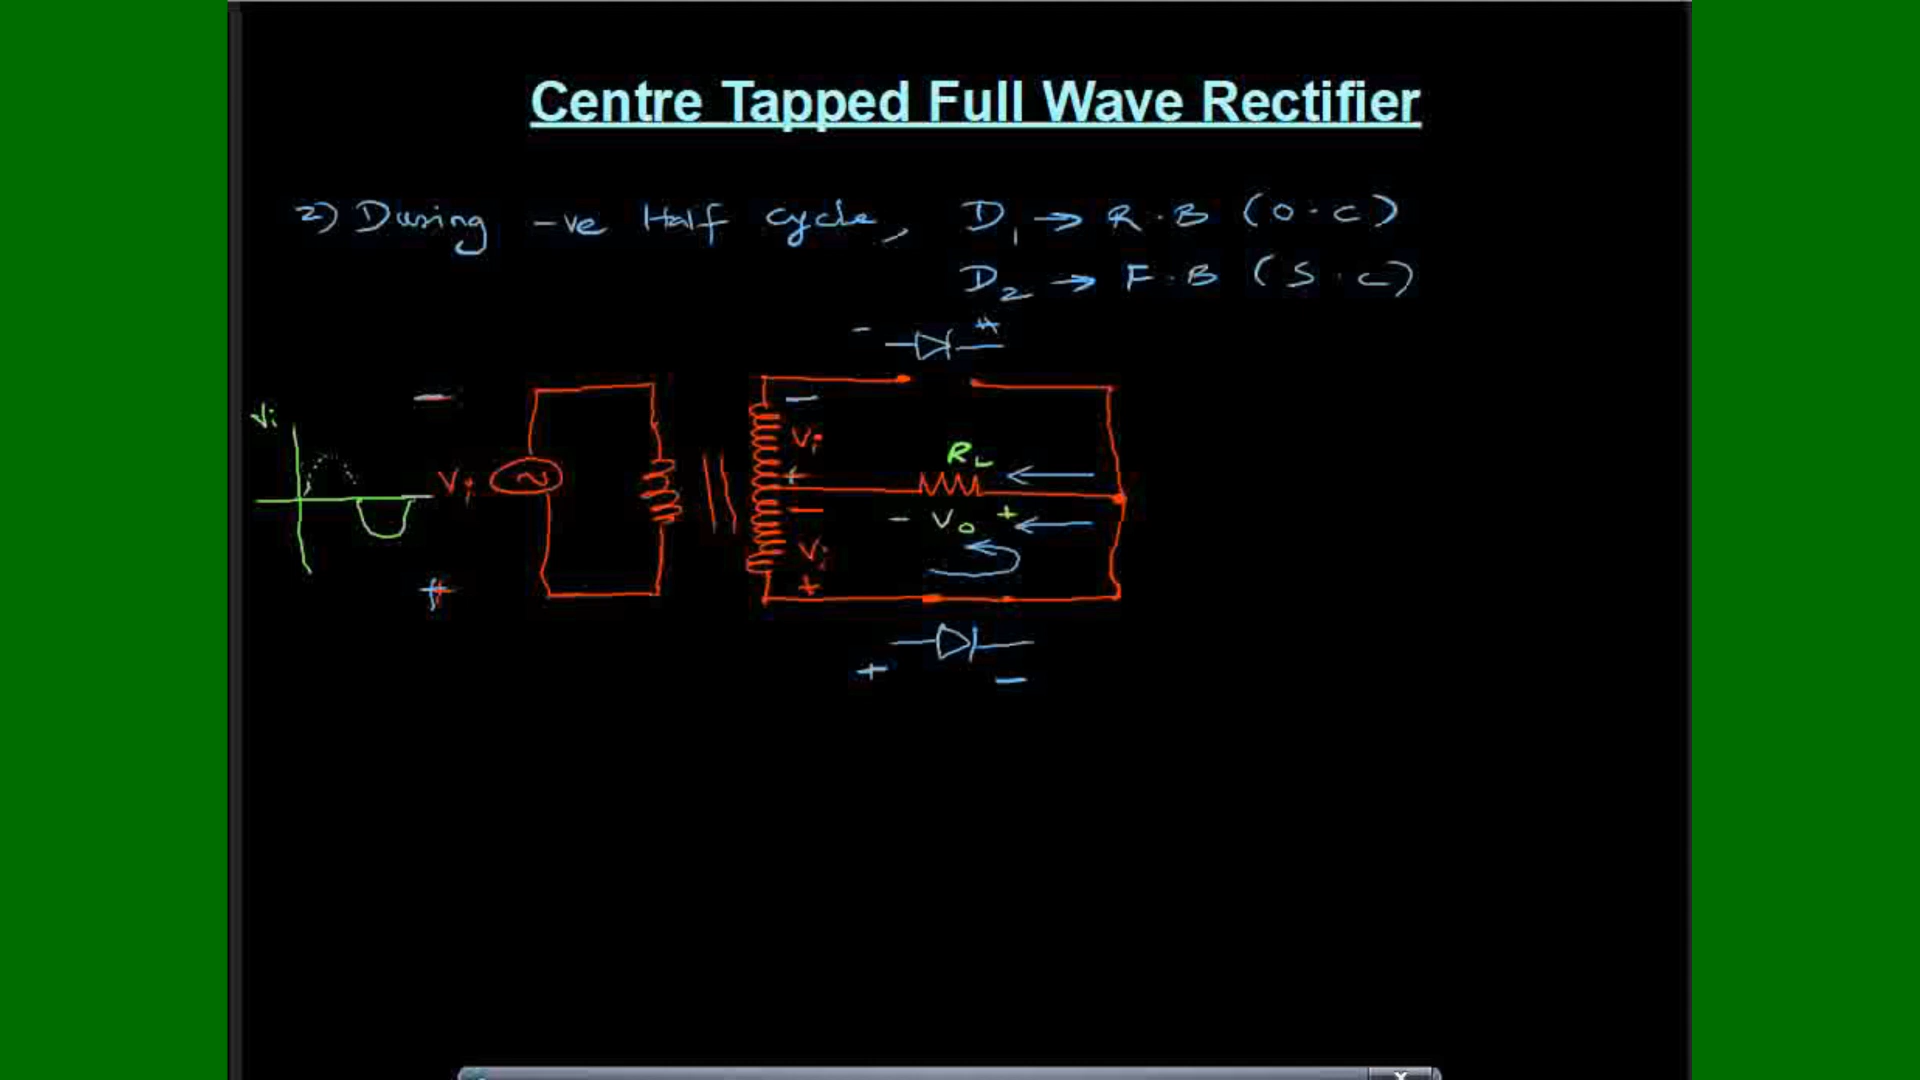 Centre Tapped Full Wave Rectifier
2) During -ve Half cycle, D1 → R.B (O.C)
D2 → F.B (S.C)
- +
Vi - -
Vi
RL
Vi +
-
- Vo +
Vi
+ +
+ -